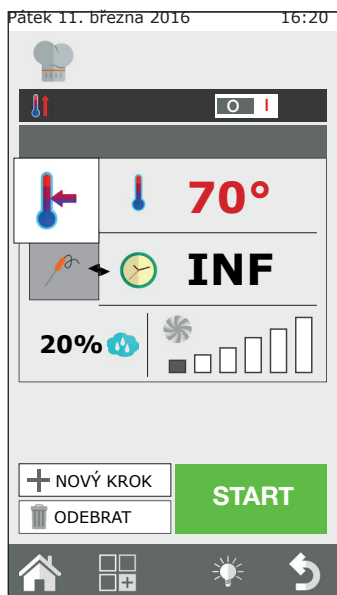 Pátek 11. března 2016 16:20
O I
70°
INF
20%
NOVÝ KROK
START
ODEBRAT